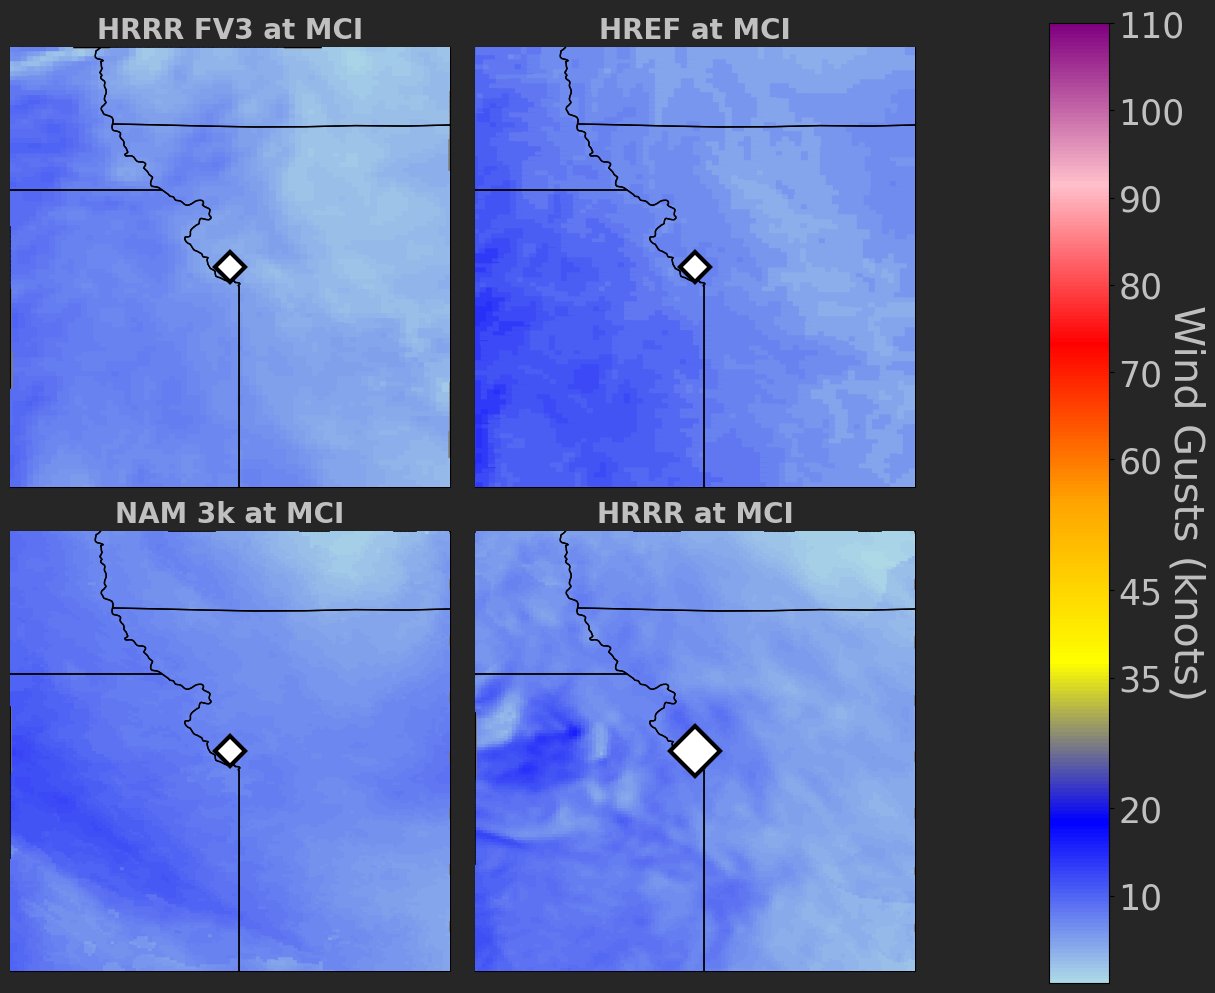 HRRR FV3 at MCI
HREF at MCI
NAM 3k at MCI
HRRR at MCI
110
100
90
80
70
60
45
35
20
10
Wind Gusts (knots)